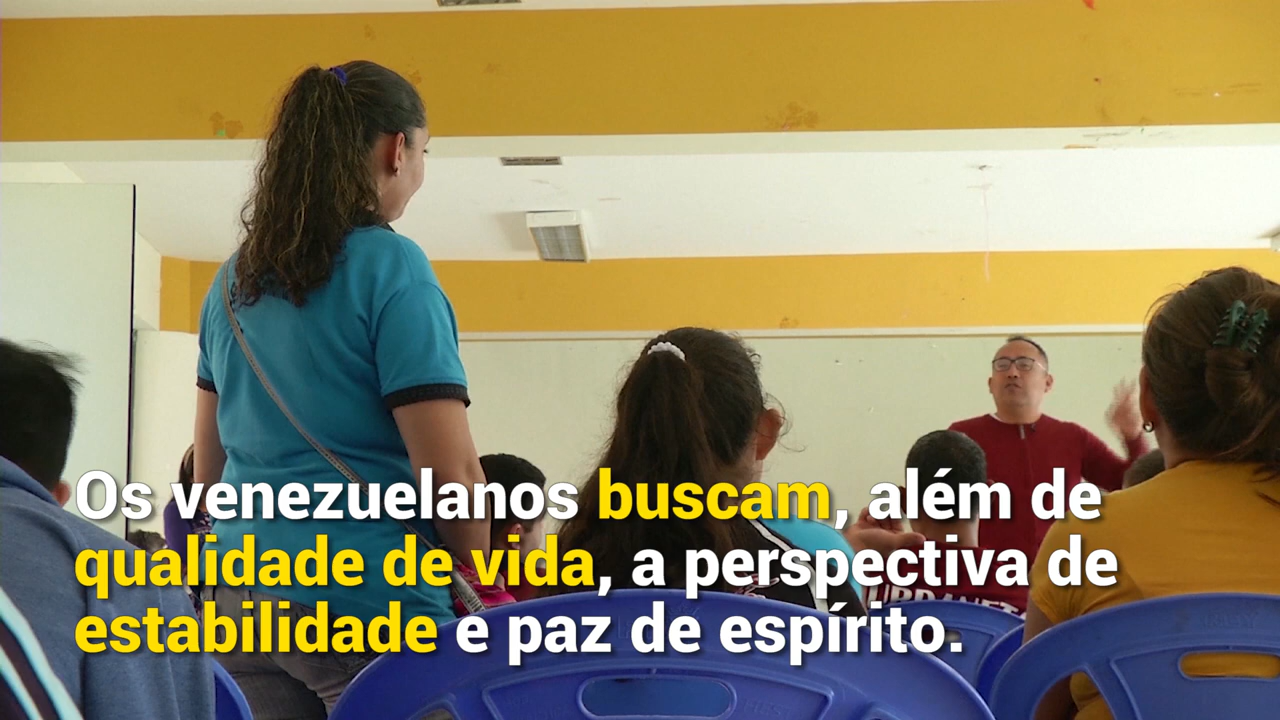 Os venezuelanos buscam, além de
qualidade de vida, a perspectiva de
estabilidade e paz de espírito.